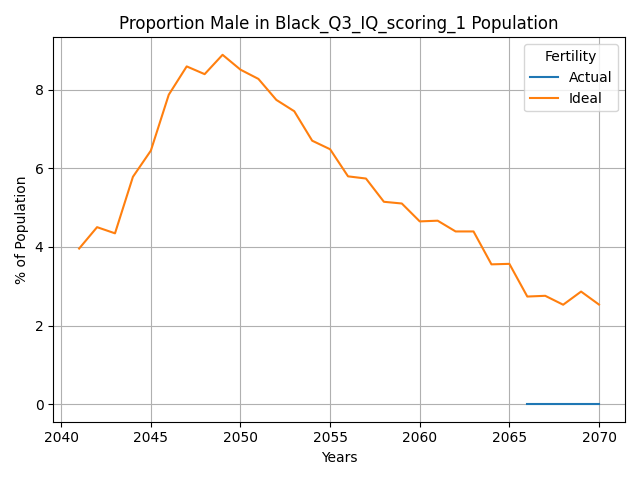 Proportion Male in Black_Q3_IQ_scoring_1 Population
Fertility
Actual
Ideal
% of Population
8
6
4
2
0
2040 2045 2050 2055 2060 2065 2070
Years